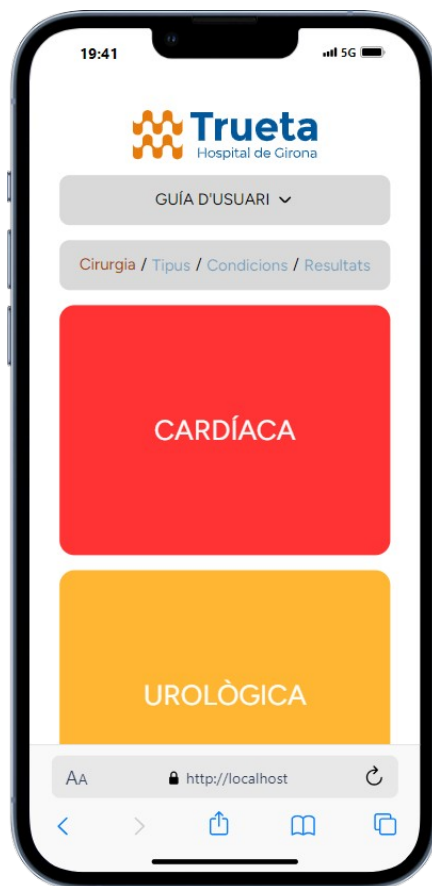 19:41
5G
Trueta
Hospital de Girona
GUÍA D'USUARI
Cirurgia / Tipus / Condicions / Resultats
CARDÍACA
UROLÒGICA
AA
http://localhost